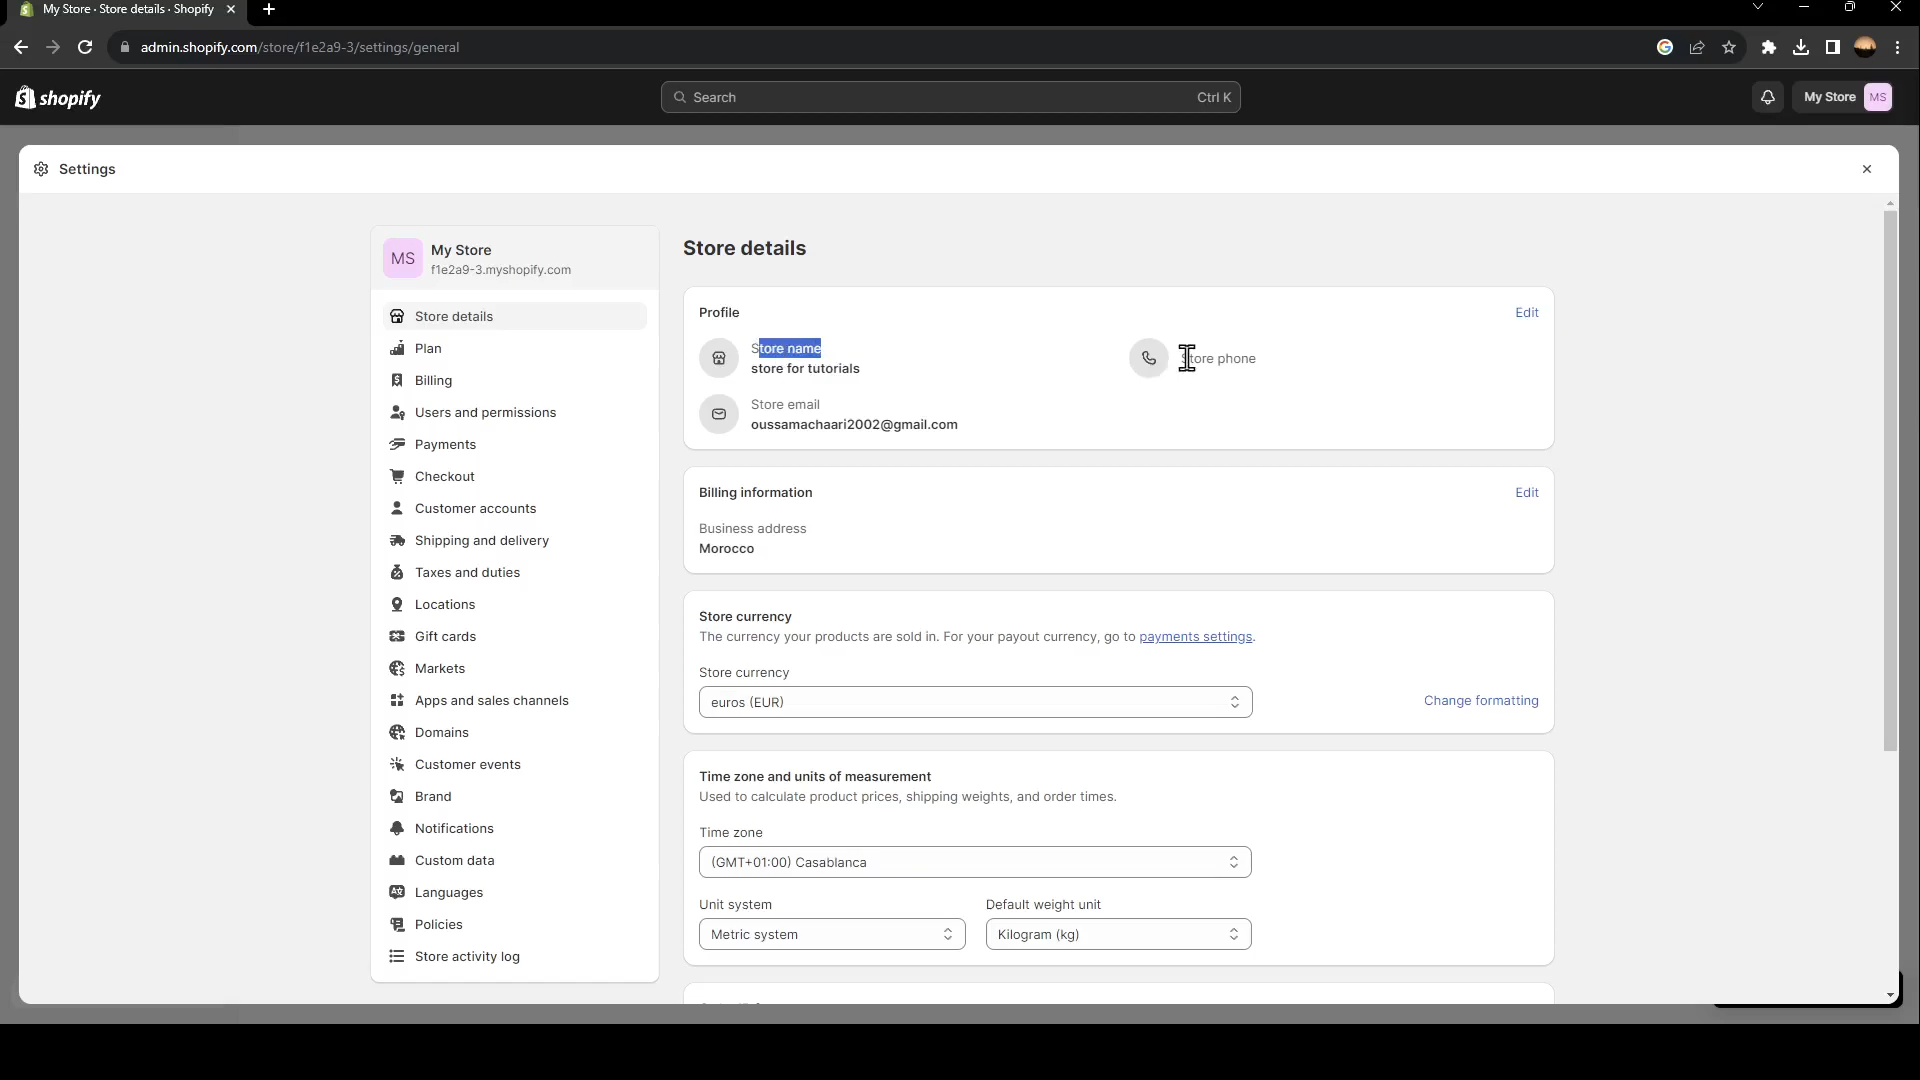 My Store · Store details · Shopify
admin.shopify.com/store/f1e2a9-3/settings/general
shopify
Search
Ctrl K
My Store
MS
Settings
MS
My Store
f1e2a9-3.myshopify.com
Store details
Plan
Billing
Users and permissions
Payments
Checkout
Customer accounts
Shipping and delivery
Taxes and duties
Locations
Gift cards
Markets
Apps and sales channels
Domains
Customer events
Brand
Notifications
Custom data
Languages
Policies
Store activity log
Store details
Profile
Edit
Store name
store for tutorials
Store phone
Store email
oussamachaari2002@gmail.com
Billing information
Edit
Business address
Morocco
Store currency
The currency your products are sold in. For your payout currency, go to payments settings.
Store currency
euros (EUR)
Change formatting
Time zone and units of measurement
Used to calculate product prices, shipping weights, and order times.
Time zone
(GMT+01:00) Casablanca
Unit system
Default weight unit
Metric system
Kilogram (kg)